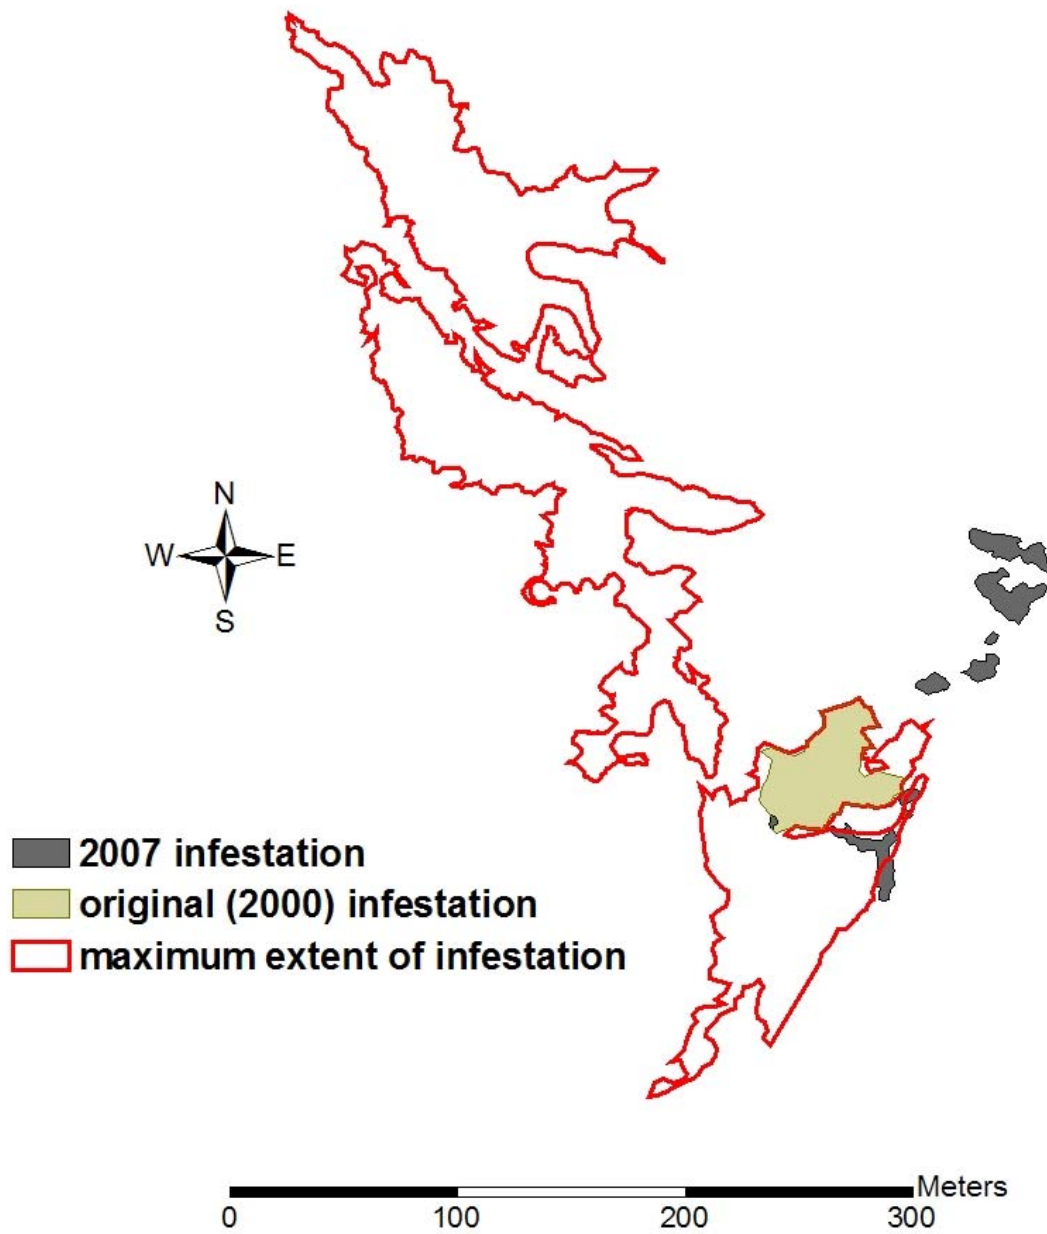 N
W E
S
2007 infestation
original (2000) infestation
maximum extent of infestation
Meters
0 100 200 300